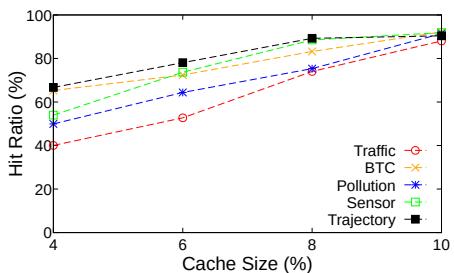 100
80
60
40
20
0
Hit Ratio (%)
Traffic
BTC
Pollution
Sensor
Trajectory
4 6 8 10
Cache Size (%)